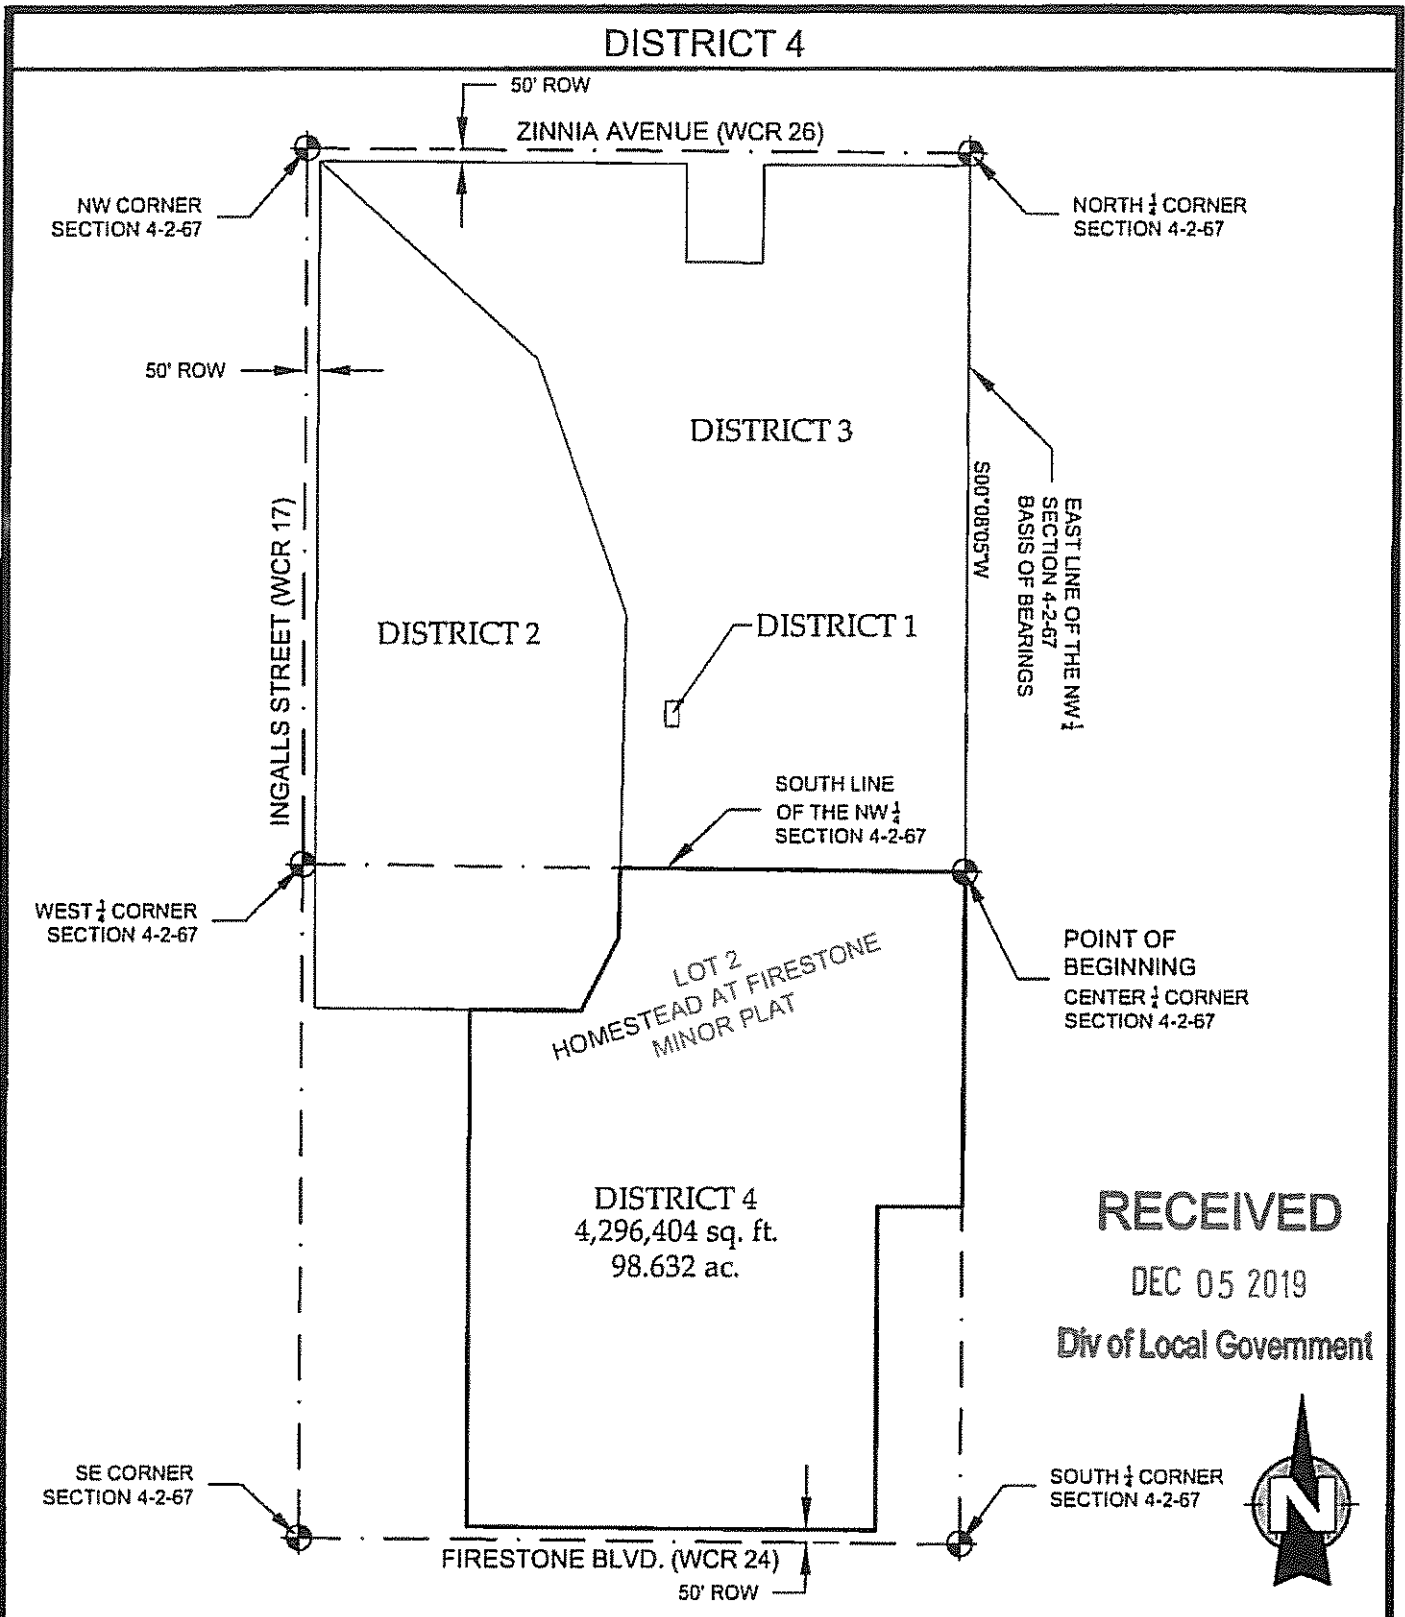 DISTRICT 4
50' ROW
ZINNIA AVENUE (WCR 26)
NW CORNER
SECTION 4-2-67
NORTH 1/4 CORNER
SECTION 4-2-67
50' ROW
DISTRICT 3
S00°08'05"W
EAST LINE OF THE NW 1/4
SECTION 4-2-67
BASIS OF BEARINGS
INGALLS STREET (WCR 17)
DISTRICT 2
DISTRICT 1
SOUTH LINE
OF THE NW 1/4
SECTION 4-2-67
WEST 1/4 CORNER
SECTION 4-2-67
POINT OF
BEGINNING
CENTER 1/4 CORNER
SECTION 4-2-67
LOT 2
HOMESTEAD AT FIRESTONE
MINOR PLAT
DISTRICT 4
4,296,404 sq. ft.
98.632 ac.
RECEIVED
DEC 05 2019
Div of Local Government
SE CORNER
SECTION 4-2-67
SOUTH 1/4 CORNER
SECTION 4-2-67
N
FIRESTONE BLVD. (WCR 24)
50' ROW